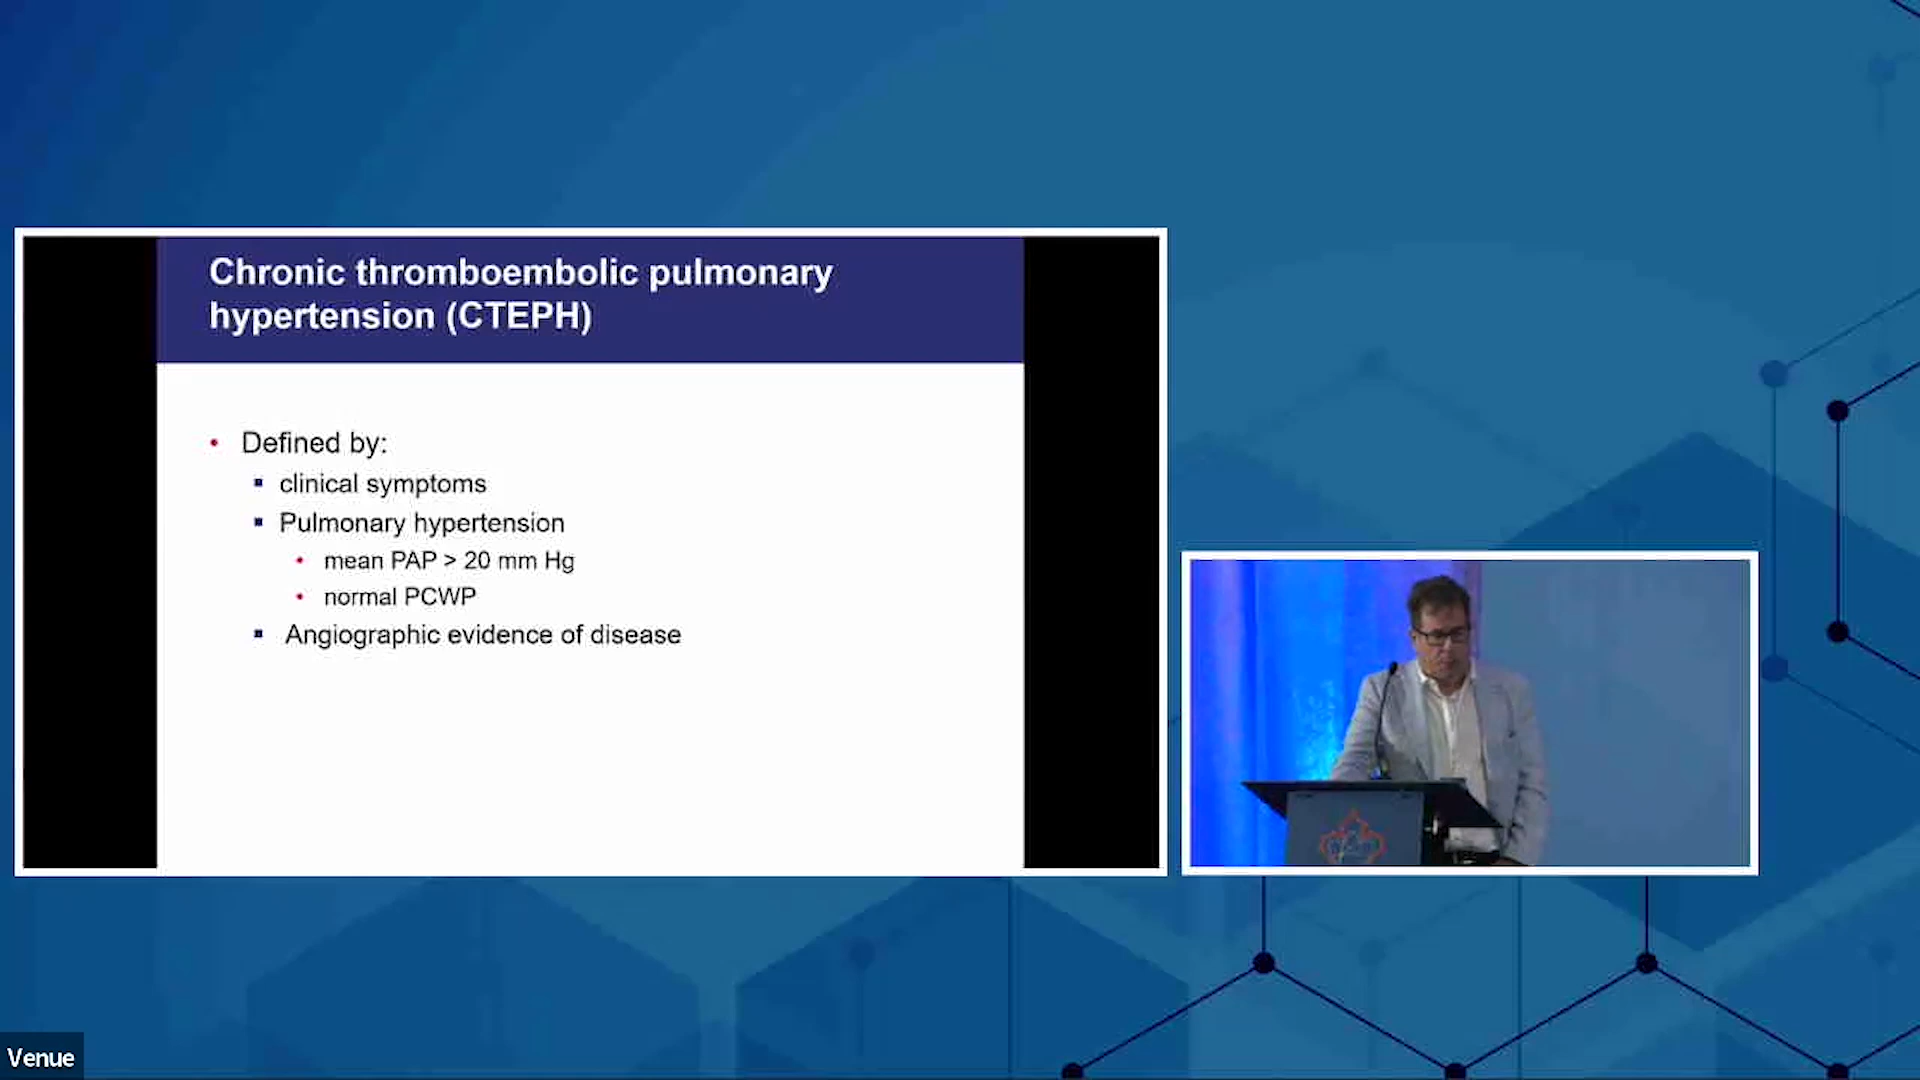 Chronic thromboembolic pulmonary
hypertension (CTEPH)
• Defined by:
▪ clinical symptoms
▪ Pulmonary hypertension
• mean PAP > 20 mm Hg
• normal PCWP
▪ Angiographic evidence of disease
Venue